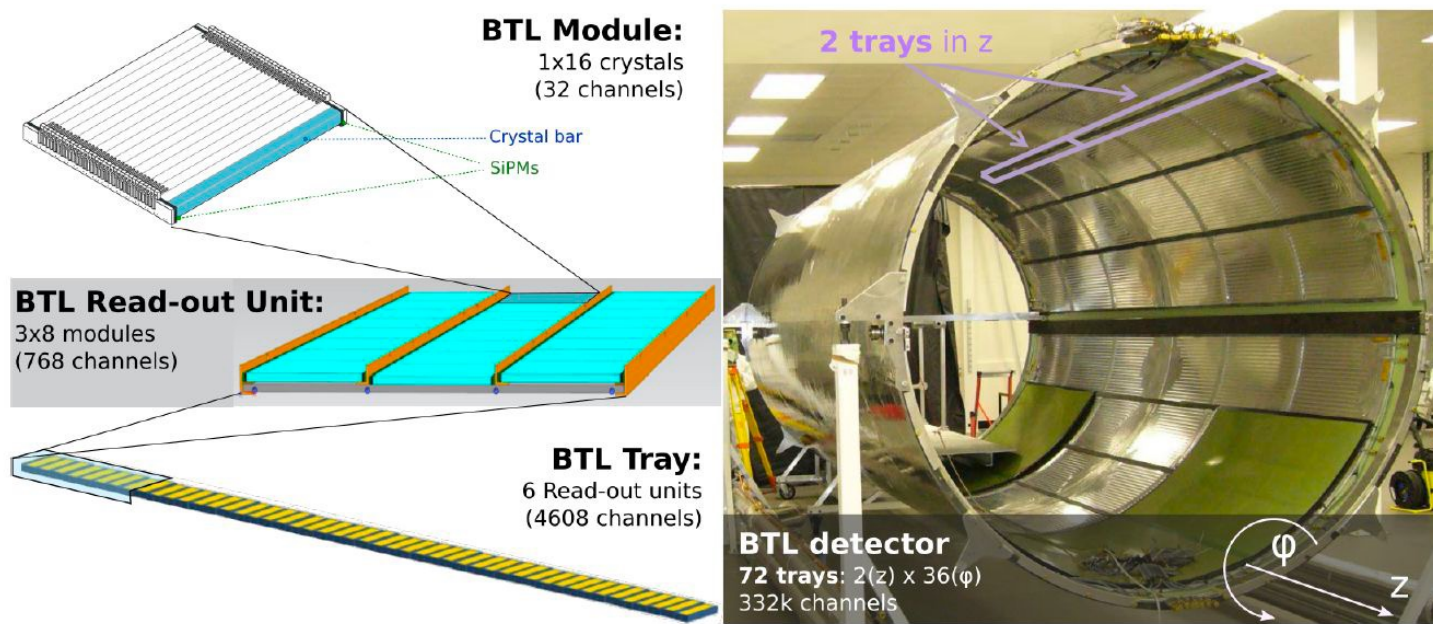 BTL Module:
1x16 crystals
(32 channels)
Crystal bar
SiPMs
BTL Read-out Unit:
3x8 modules
(768 channels)
BTL Tray:
6 Read-out units
(4608 channels)
2 trays in z
BTL detector
72 trays: 2(z) x 36(φ)
332k channels
φ
z